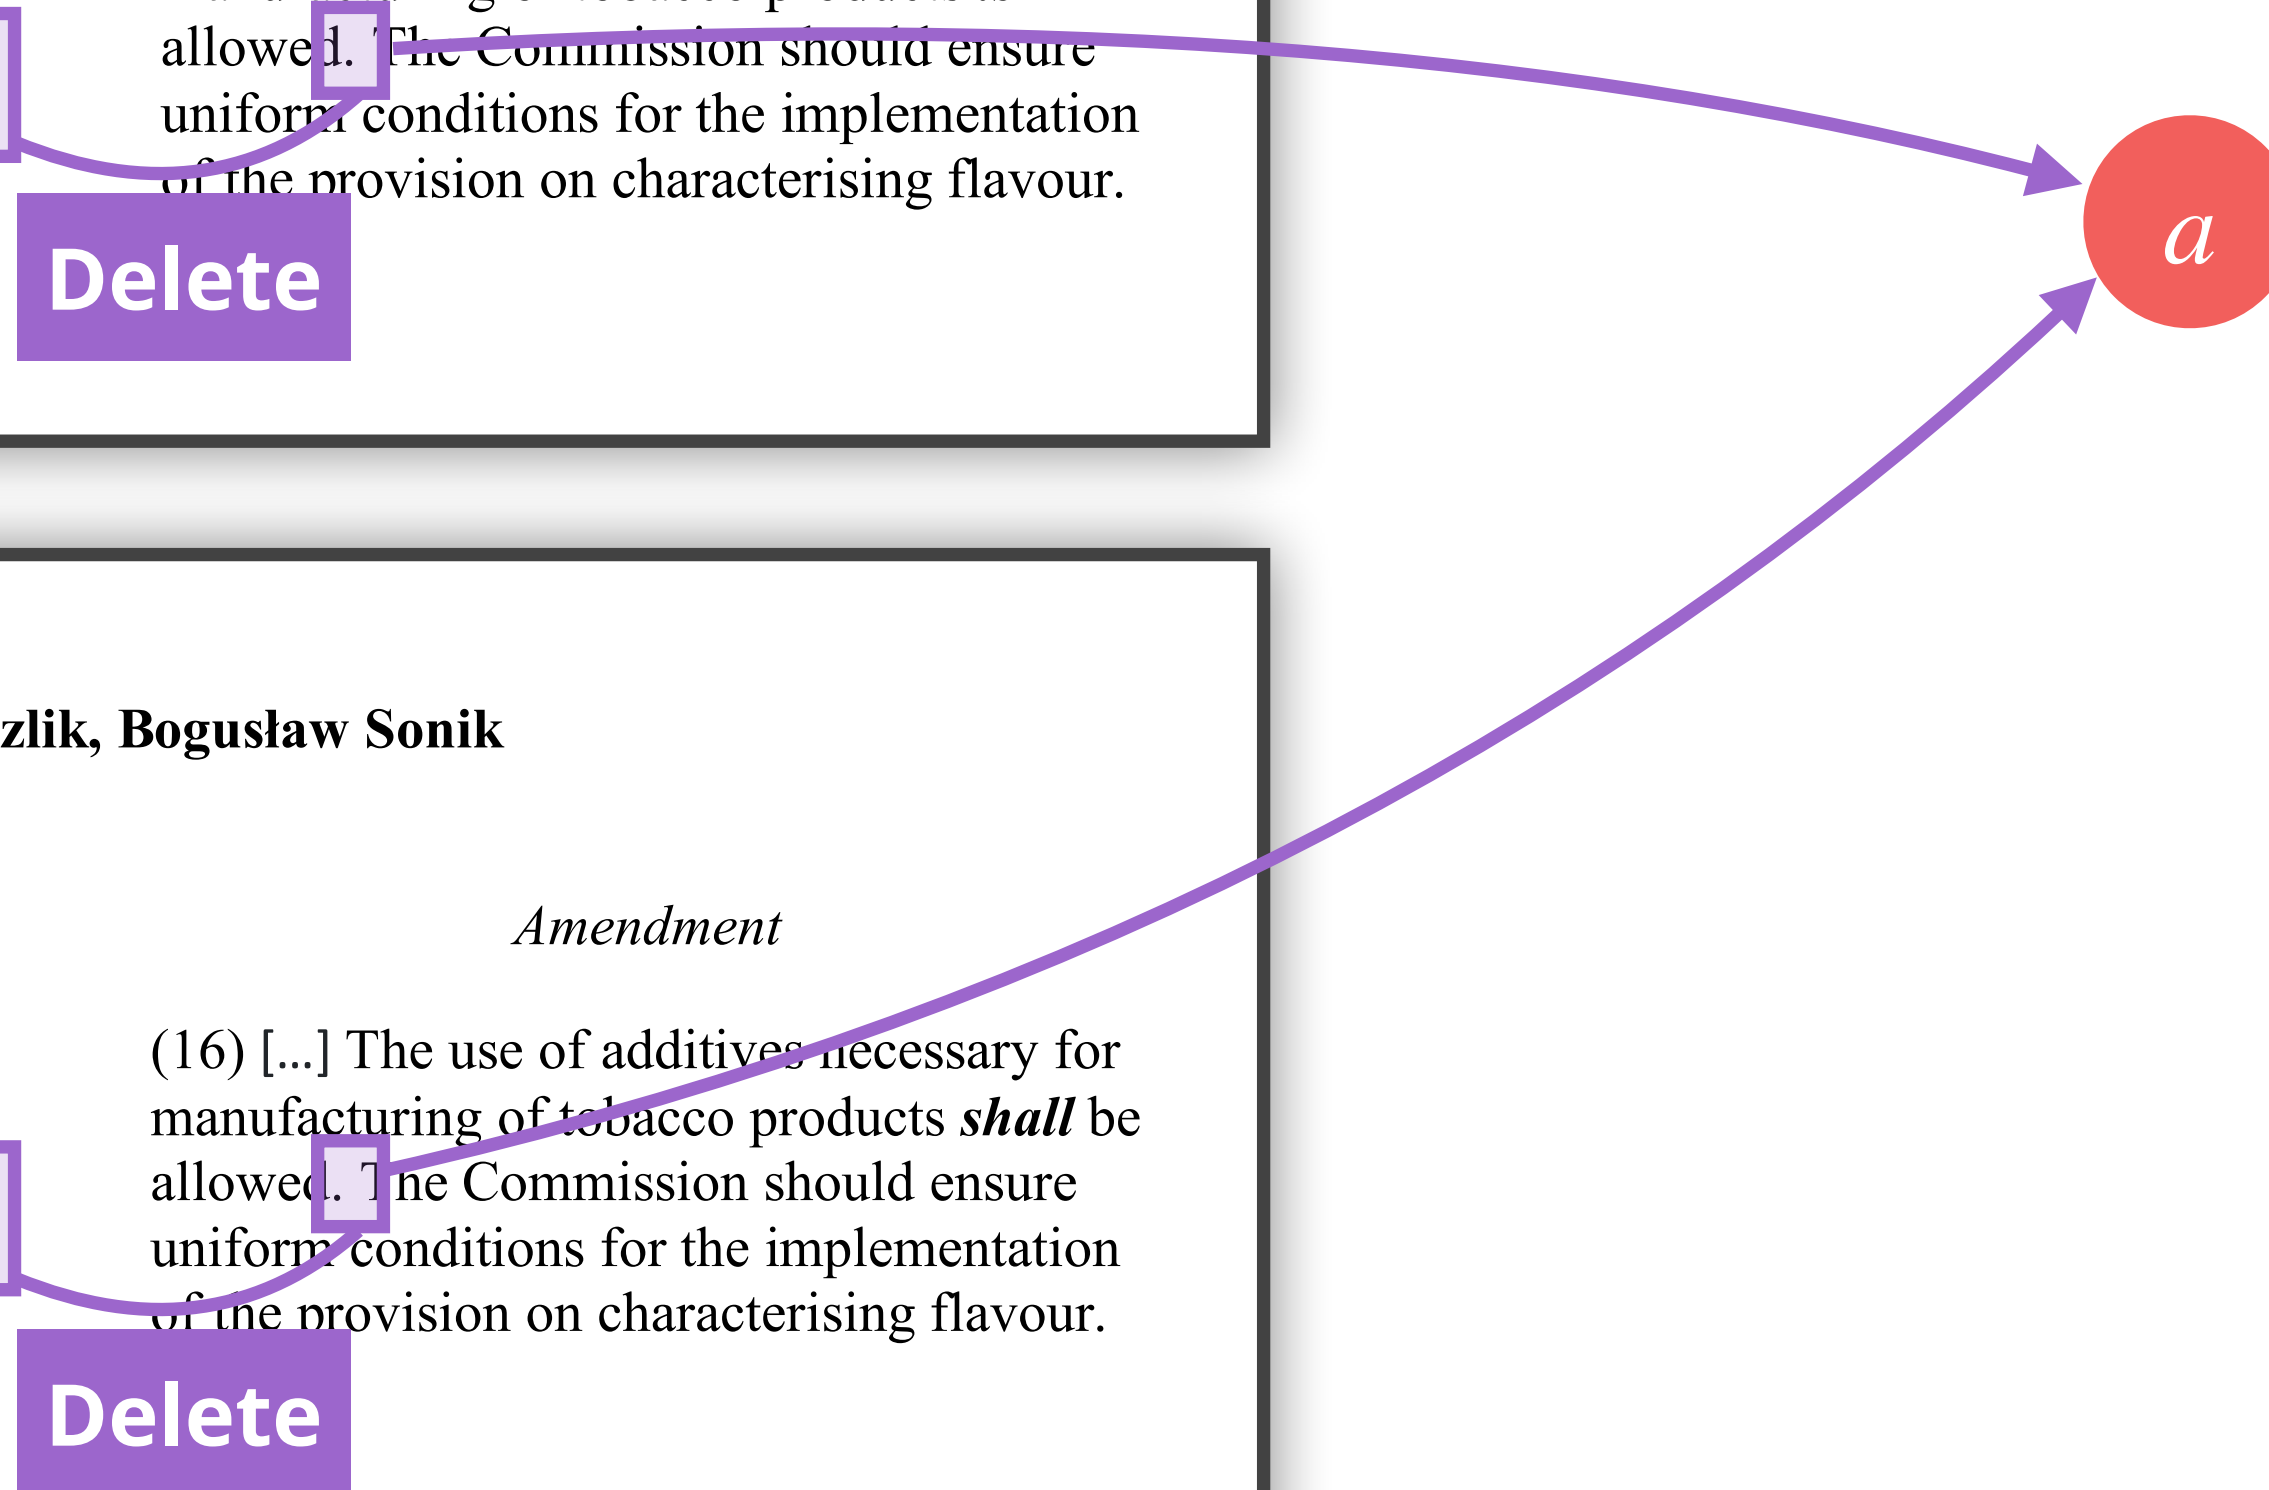 allowed. The Commission should ensure
uniform conditions for the implementation
of the provision on characterising flavour.
Delete
a
zlik, Bogusław Sonik
Amendment
(16) [...] The use of additives necessary for
manufacturing of tobacco products shall be
allowed. The Commission should ensure
uniform conditions for the implementation
of the provision on characterising flavour.
Delete